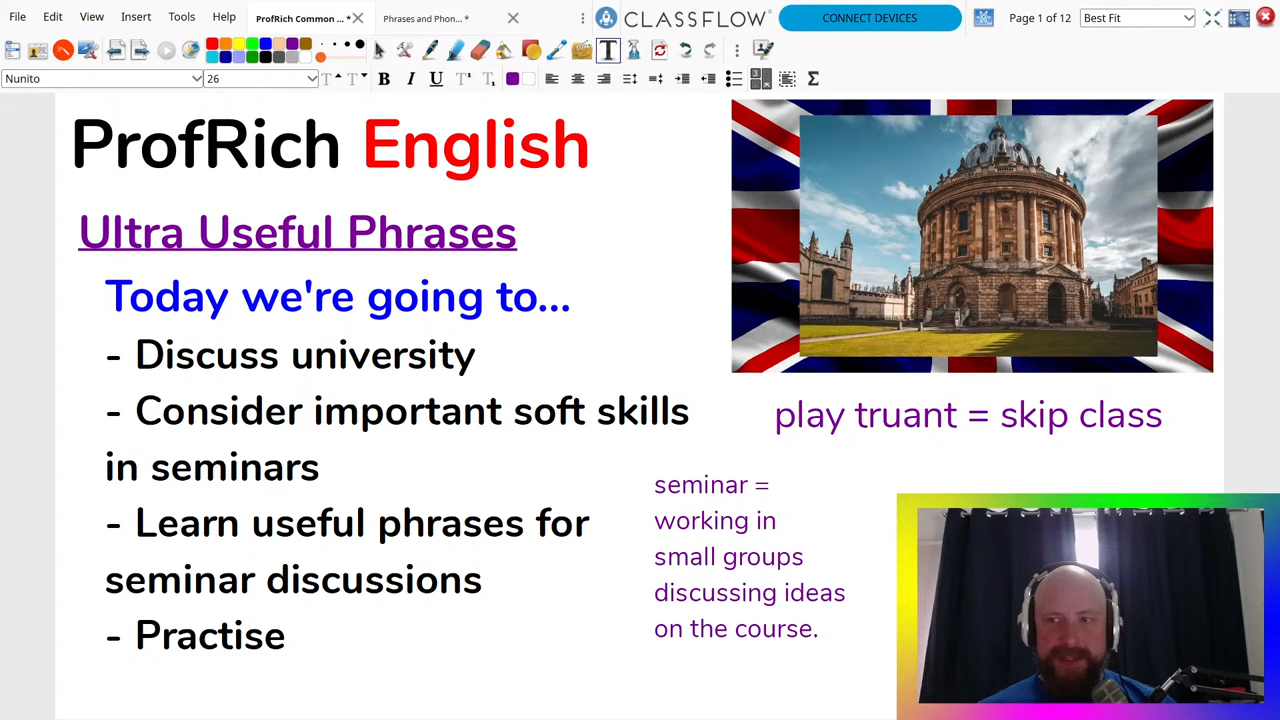 File Edit View Insert Tools Help ProfRich Common ... * Phrases and Phon... * CLASSFLOW CONNECT DEVICES Page 1 of 12 Best Fit
Nunito 26 B I U
ProfRich English
Ultra Useful Phrases
Today we're going to...
- Discuss university
- Consider important soft skills
in seminars
- Learn useful phrases for
seminar discussions
- Practise
play truant = skip class
seminar =
working in
small groups
discussing ideas
on the course.